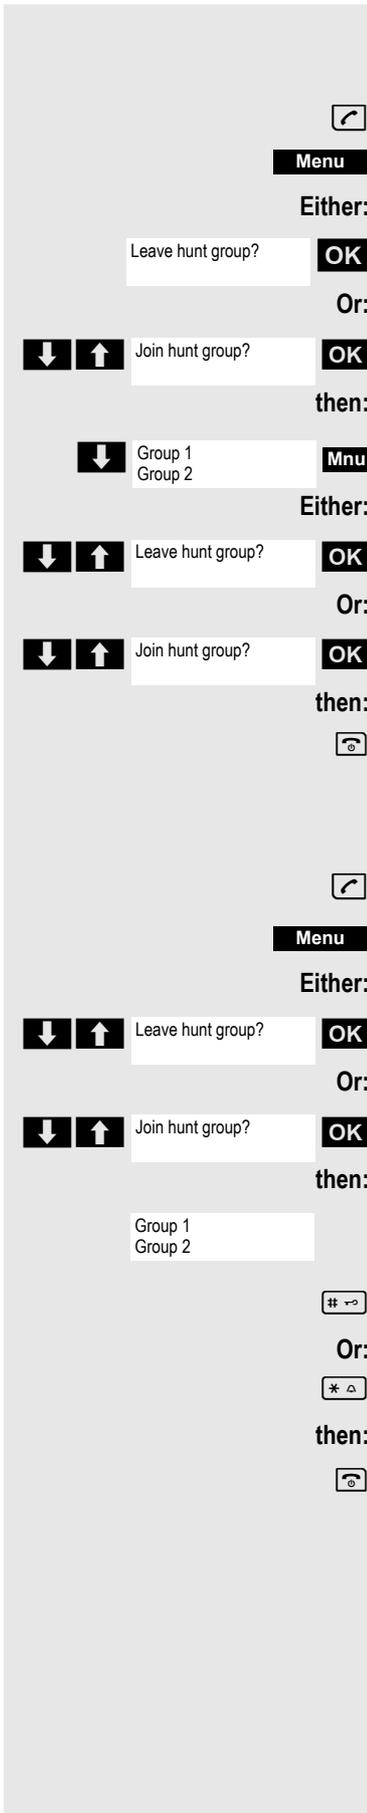 Menu
Either:
Leave hunt group? OK
Or:
Join hunt group? OK
then:
Group 1
Group 2 Mnu
Either:
Leave hunt group? OK
Or:
Join hunt group? OK
then:
Menu
Either:
Leave hunt group? OK
Or:
Join hunt group? OK
then:
Group 1
Group 2
#
Or:
*
then: